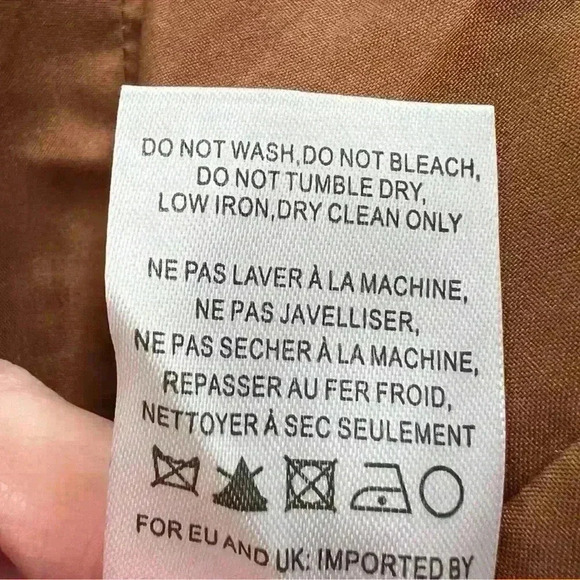 DO NOT WASH,DO NOT BLEACH,
DO NOT TUMBLE DRY,
LOW IRON,DRY CLEAN ONLY
NE PAS LAVER À LA MACHINE,
NE PAS JAVELLISER,
NE PAS SECHER À LA MACHINE,
REPASSER AU FER FROID,
NETTOYER À SEC SEULEMENT
FOR EU AND UK: IMPORTED BY